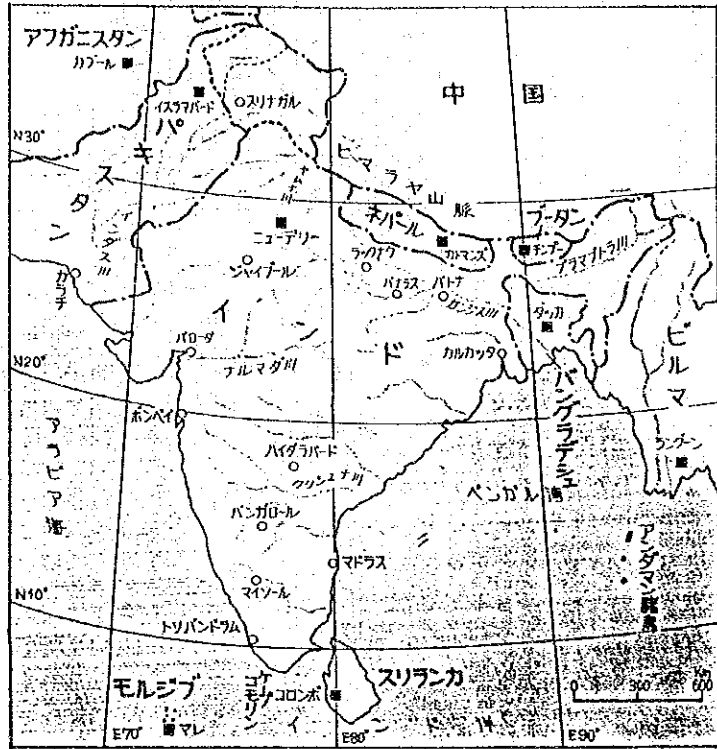 アフガニスタン
カブール
イスラマバード
スリナガル
中国
N30°
パキスタン
ヒマラヤ山脈
インダス川
ニューデリー
ネパール
カトマンズ
ブータン
チンプー
ブラマプトラ川
カラチ
ジャイプール
ラックナウ
パトナ
ガンジス川
ダッカ
バローダ
インド
ナルマダ川
カルカッタ
ビルマ
N20°
ボンベイ
バングラデシュ
アラビア海
ハイダラバード
クリシュナ川
ラングーン
ベンガル湾
バンガロール
マドラス
アンダマン諸島
マイソール
N10°
トリバンドラム
モルジブ
マレ
ケープコモリン
コロンボ
スリランカ
インド洋
0 300 600
E70°
E80°
E90°